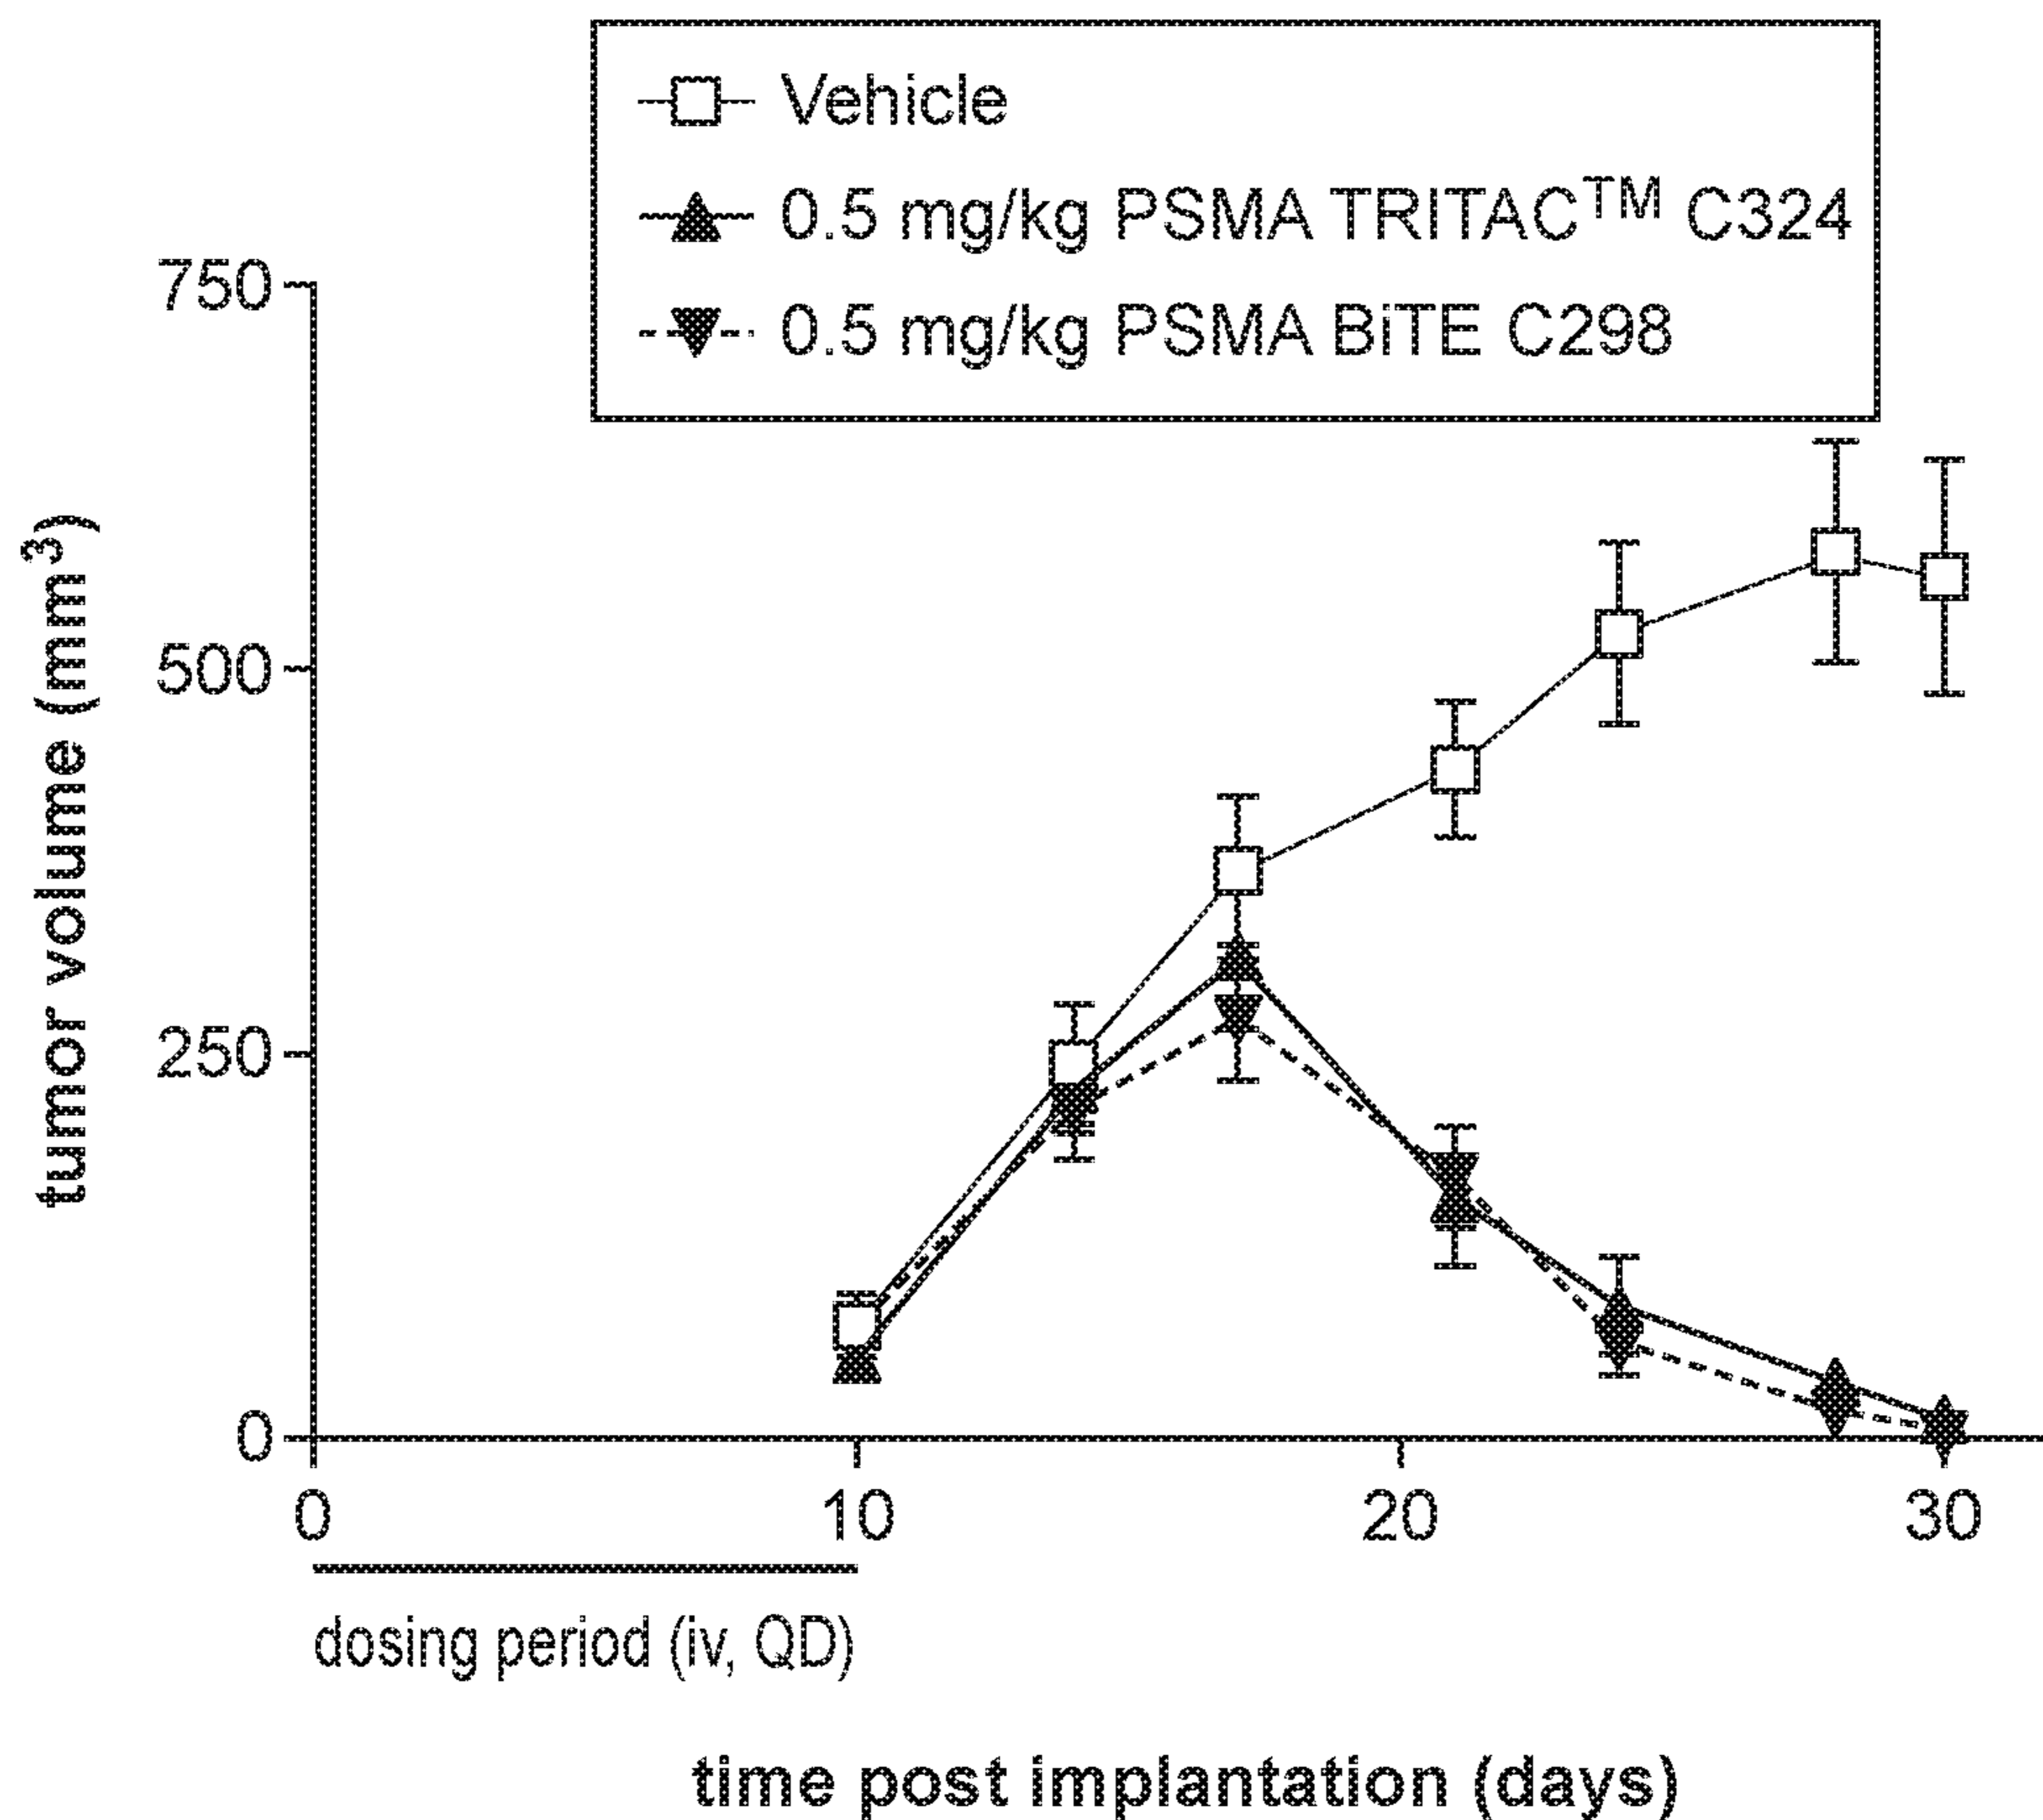 Vehicle
0.5 mg/kg PSMA TRITAC™ C324
0.5 mg/kg PSMA BiTE C298
750
500
250
0
tumor volume (mm³)
0 10 20 30
dosing period (iv, QD)
time post implantation (days)